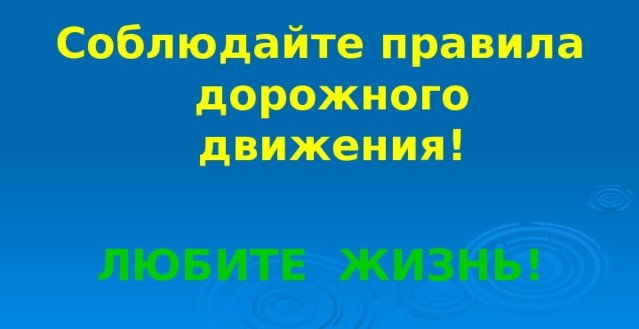 Соблюдайте правила
дорожного
движения!
ЛЮБИТЕ ЖИЗНЬ!